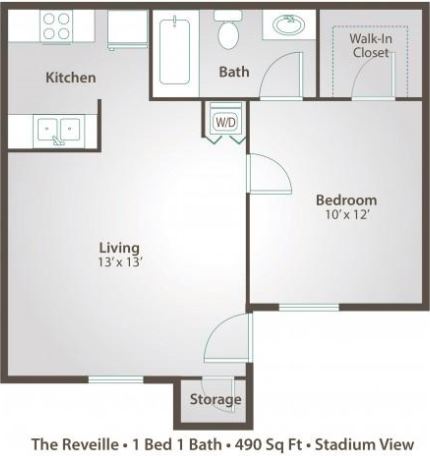 Walk-In
Closet
Kitchen
Bath
W/D
Bedroom
10' x 12'
Living
13' x 13'
Storage
The Reveille • 1 Bed 1 Bath • 490 Sq Ft • Stadium View